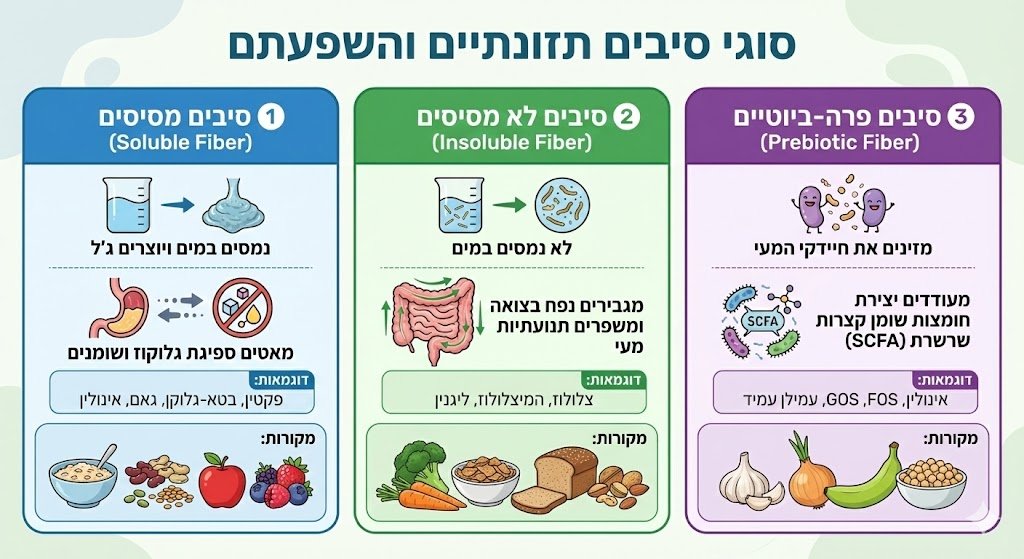 סוגי סיבים תזונתיים והשפעתם
1 סיבים מסיסים
(Soluble Fiber)
נמסים במים ויוצרים ג'ל
מאטים ספיגת גלוקוז ושומנים
דוגמאות:
פקטין, בטא-גלוקן, גאם, אינולין
מקורות:
2 סיבים לא מסיסים
(Insoluble Fiber)
לא נמסים במים
מגבירים נפח בצואה
ומשפרים תנועתיות
מעי
דוגמאות:
צלולוז, המיצלולוז, ליגנין
מקורות:
3 סיבים פרה-ביוטיים
(Prebiotic Fiber)
מזינים את חיידקי המעי
SCFA
מעודדים יצירת
חומצות שומן קצרות
שרשרת (SCFA)
דוגמאות:
אינולין, FOS, GOS, עמילן עמיד
מקורות: